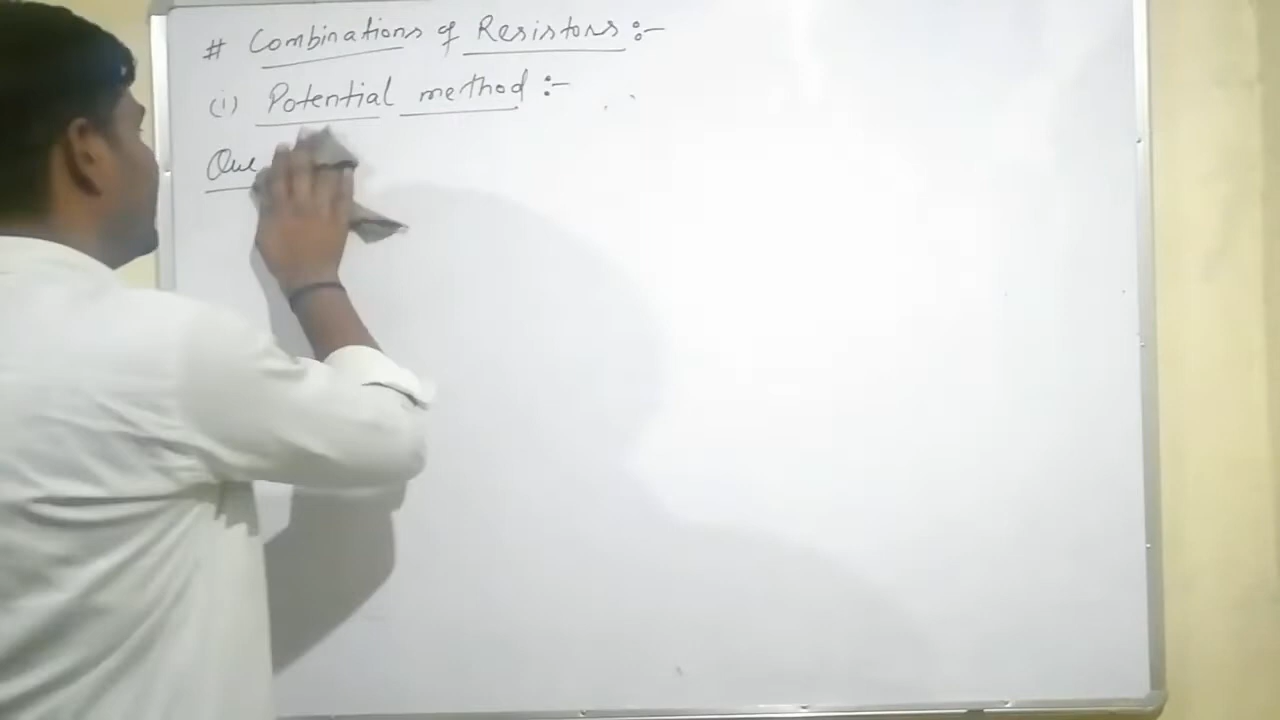 # Combinations of Resistors :-
(i) Potential method :-
Que